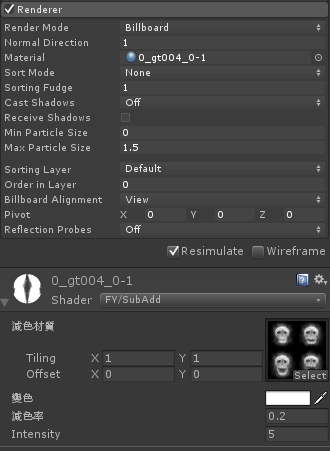 Renderer
Render Mode Billboard
Normal Direction 1
Material 0_gt004_0-1
Sort Mode None
Sorting Fudge 1
Cast Shadows Off
Receive Shadows
Min Particle Size 0
Max Particle Size 1.5
Sorting Layer Default
Order in Layer 0
Billboard Alignment View
Pivot X 0 Y 0 Z 0
Reflection Probes Off
Resimulate Wireframe
0_gt004_0-1
Shader FY/SubAdd
減色材質
Tiling X 1 Y 1
Offset X 0 Y 0
Select
變色
減色率 0.2
Intensity 5